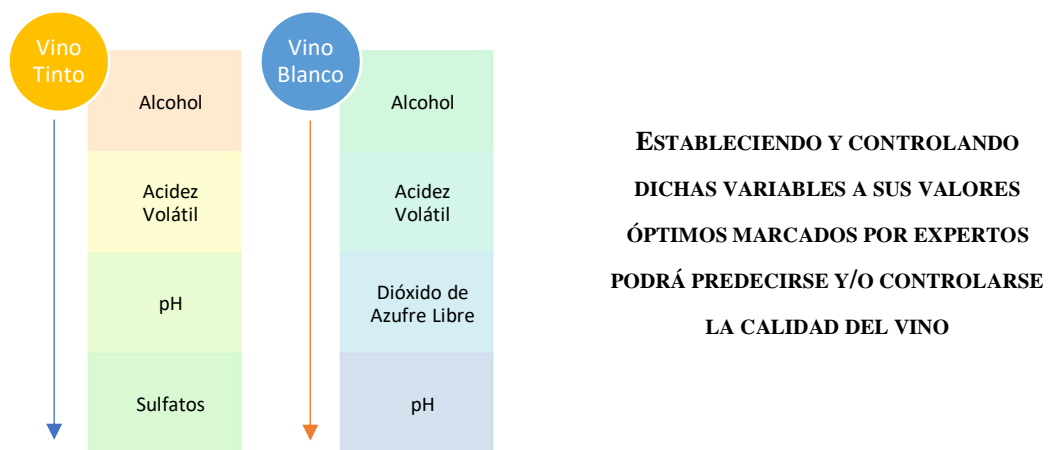 Vino
Tinto
Alcohol
Acidez
Volátil
pH
Sulfatos
Vino
Blanco
Alcohol
Acidez
Volátil
Dióxido de
Azufre Libre
pH
ESTABLECIENDO Y CONTROLANDO
DICHAS VARIABLES A SUS VALORES
ÓPTIMOS MARCADOS POR EXPERTOS
PODRÁ PREDECIRSE Y/O CONTROLARSE
LA CALIDAD DEL VINO